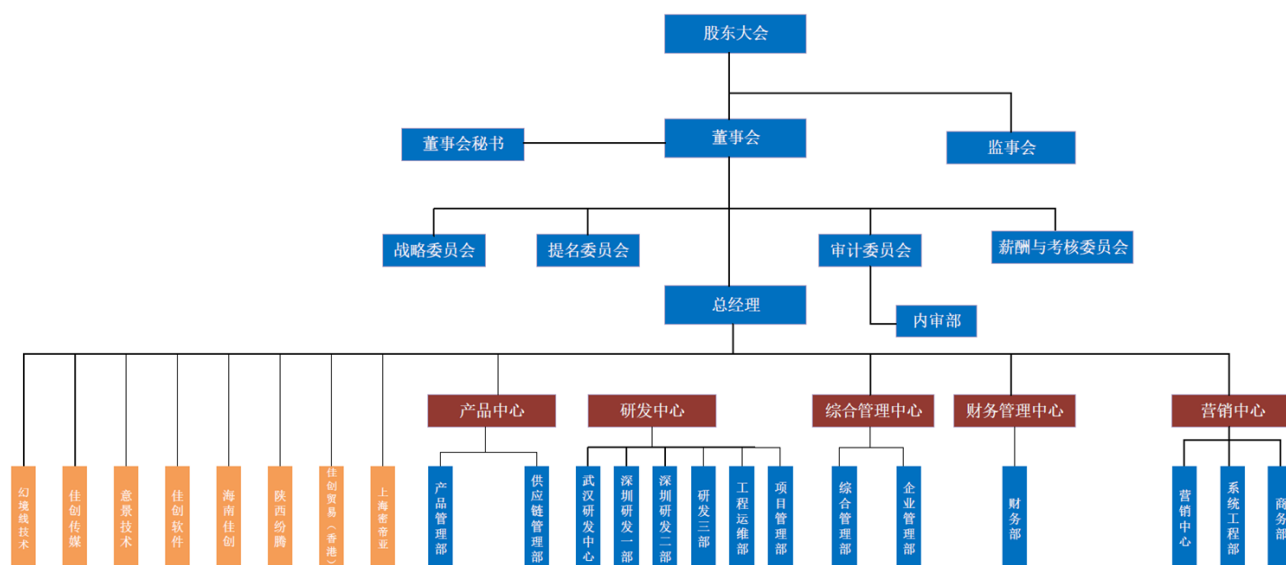 股东大会
董事会秘书
董事会
监事会
战略委员会
提名委员会
审计委员会
薪酬与考核委员会
总经理
内审部
产品中心
研发中心
综合管理中心
财务管理中心
营销中心
幻境线技术
佳创传媒
意景技术
佳创软件
海南佳创
陕西纷腾
佳创贸易（香港）
上海密帝亚
产品管理部
供应链管理部
武汉研发中心
深圳研发一部
深圳研发二部
研发三部
工程运维部
项目管理部
综合管理部
企业管理部
财务部
营销中心
系统工程部
商务部